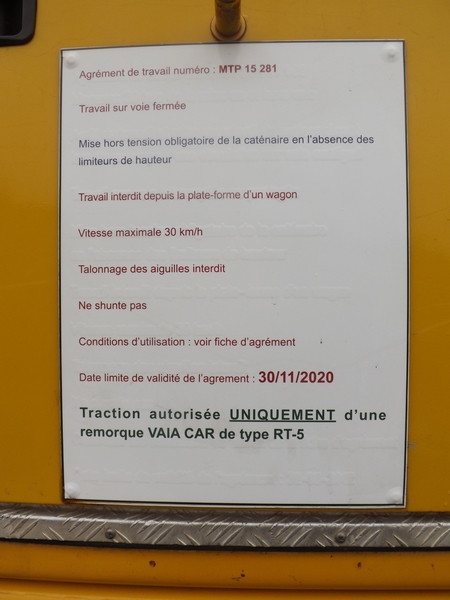 Agrément de travail numéro : MTP 15 281
Travail sur voie fermée
Mise hors tension obligatoire de la caténaire en l'absence des
limiteurs de hauteur
Travail interdit depuis la plate-forme d'un wagon
Vitesse maximale 30 km/h
Talonnage des aiguilles interdit
Ne shunte pas
Conditions d'utilisation : voir fiche d'agrément
Date limite de validité de l'agrement : 30/11/2020
Traction autorisée UNIQUEMENT d'une
remorque VAIA CAR de type RT-5